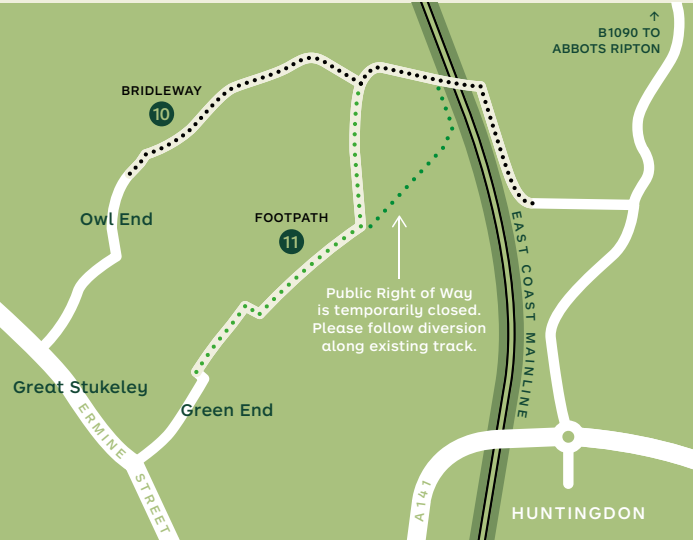 ↑
B1090 TO
ABBOTS RIPTON
BRIDLEWAY
10
Owl End
FOOTPATH
11
EAST COAST MAINLINE
Public Right of Way
is temporarily closed.
Please follow diversion
along existing track.
Great Stukeley
Green End
ERMINE STREET
A141
HUNTINGDON